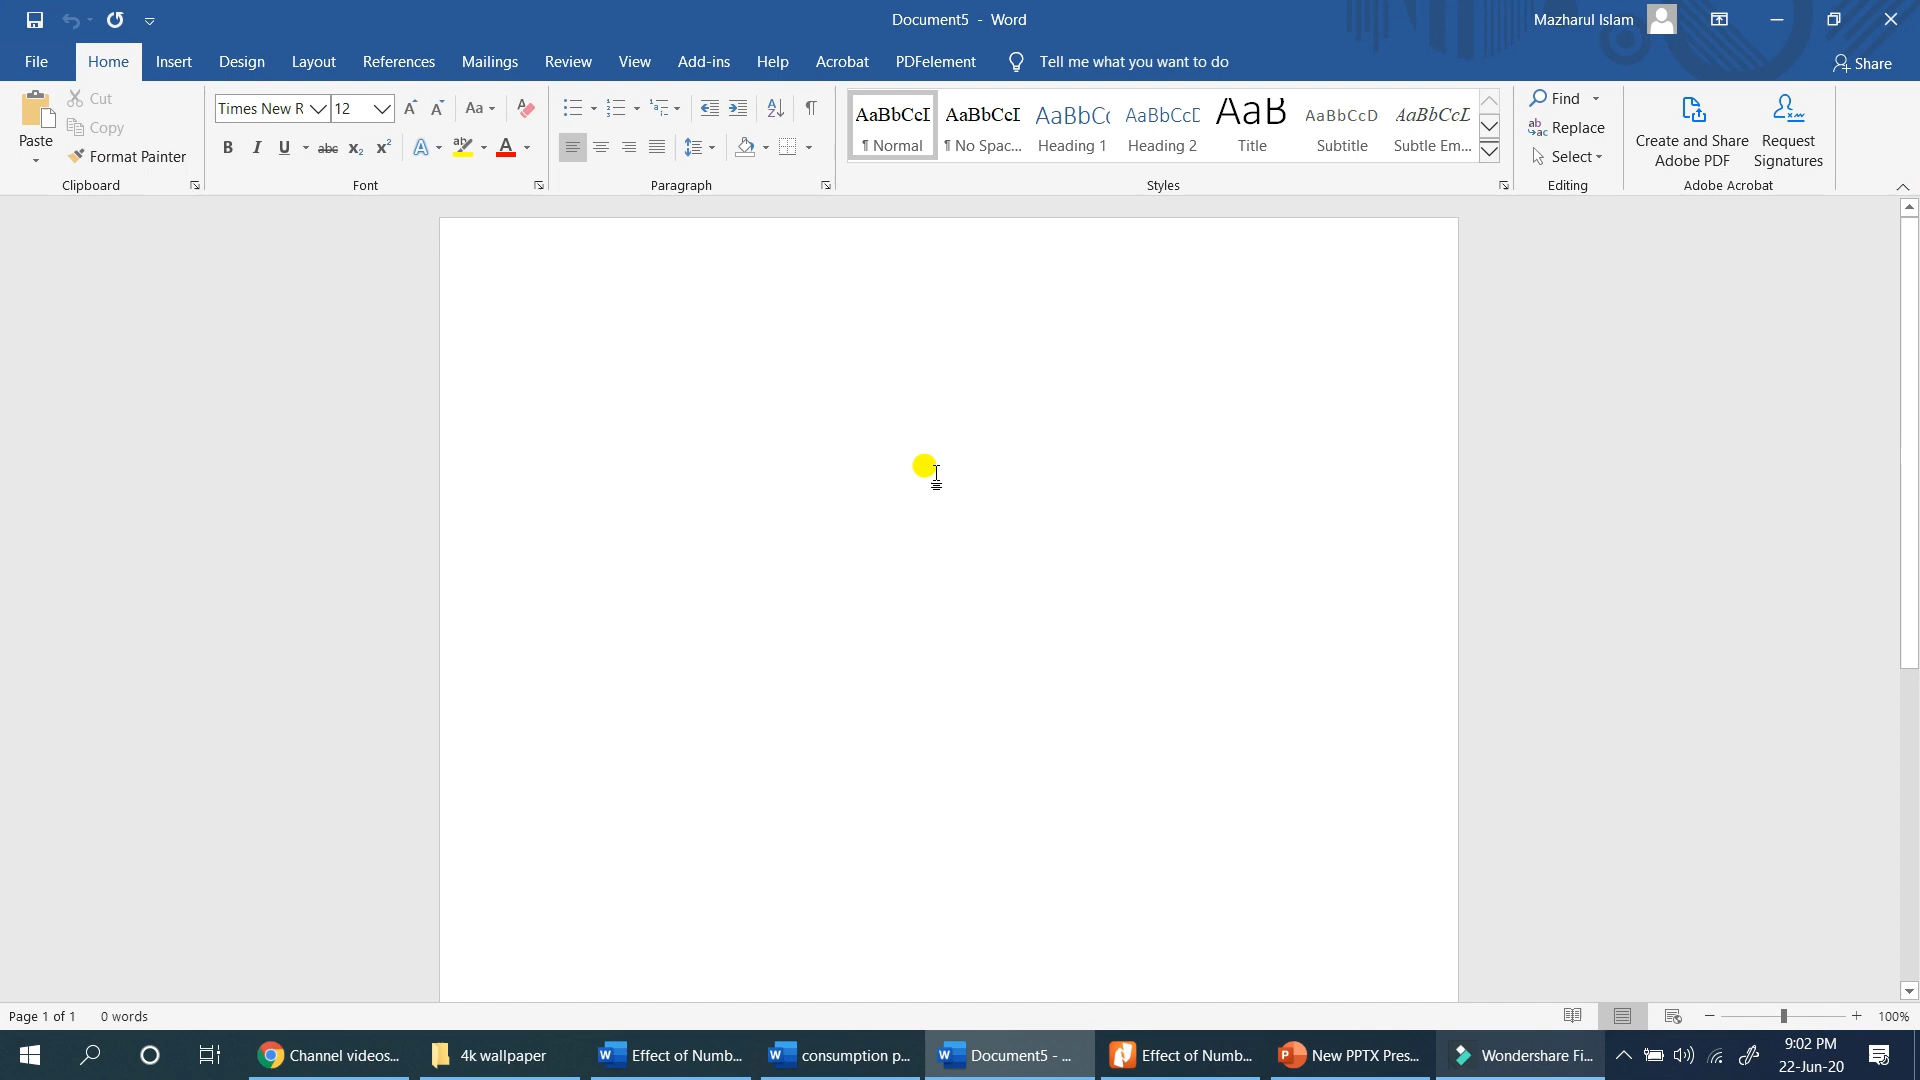 Document5 - Word
Mazharul Islam
File Home Insert Design Layout References Mailings Review View Add-ins Help Acrobat PDFelement Tell me what you want to do
Share
Paste
Cut
Copy
Format Painter
Clipboard
Times New R 12
Aa
B I U abc x₂ x²
A ab A
Font
Paragraph
AaBbCcI AaBbCcI AaBbC AaBbCcE AaB AaBbCcD AaBbCcL
¶ Normal ¶ No Spac... Heading 1 Heading 2 Title Subtitle Subtle Em...
Styles
Find
Replace
Select
Editing
Create and Share Adobe PDF
Request Signatures
Adobe Acrobat
Page 1 of 1 0 words
100%
Channel videos... 4k wallpaper Effect of Numb... consumption p... Document5 - ... Effect of Numb... New PPTX Pres... Wondershare Fi...
9:02 PM
22-Jun-20